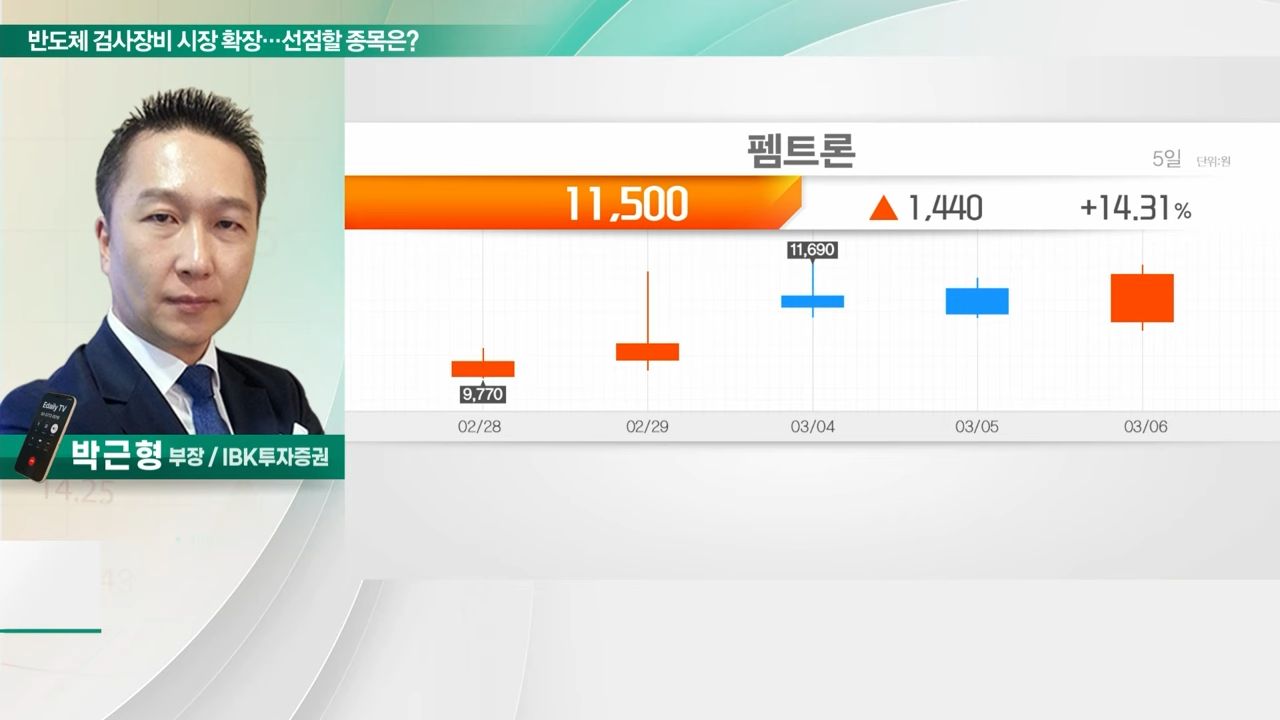 반도체 검사장비 시장 확장…선점할 종목은?
펨트론
5일 단위:원
11,500 ▲ 1,440 +14.31%
11,690
9,770
02/28 02/29 03/04 03/05 03/06
Edaily TV
박근형 부장 / IBK투자증권
14.25